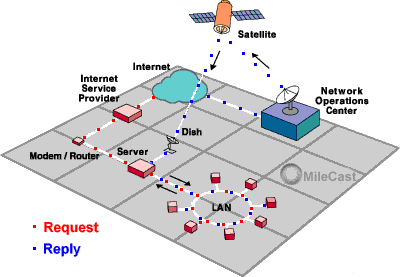 Satellite
Internet
Internet
Service
Provider
Network
Operations
Center
Dish
Modem / Router
Server
MileCast
LAN
Request
Reply